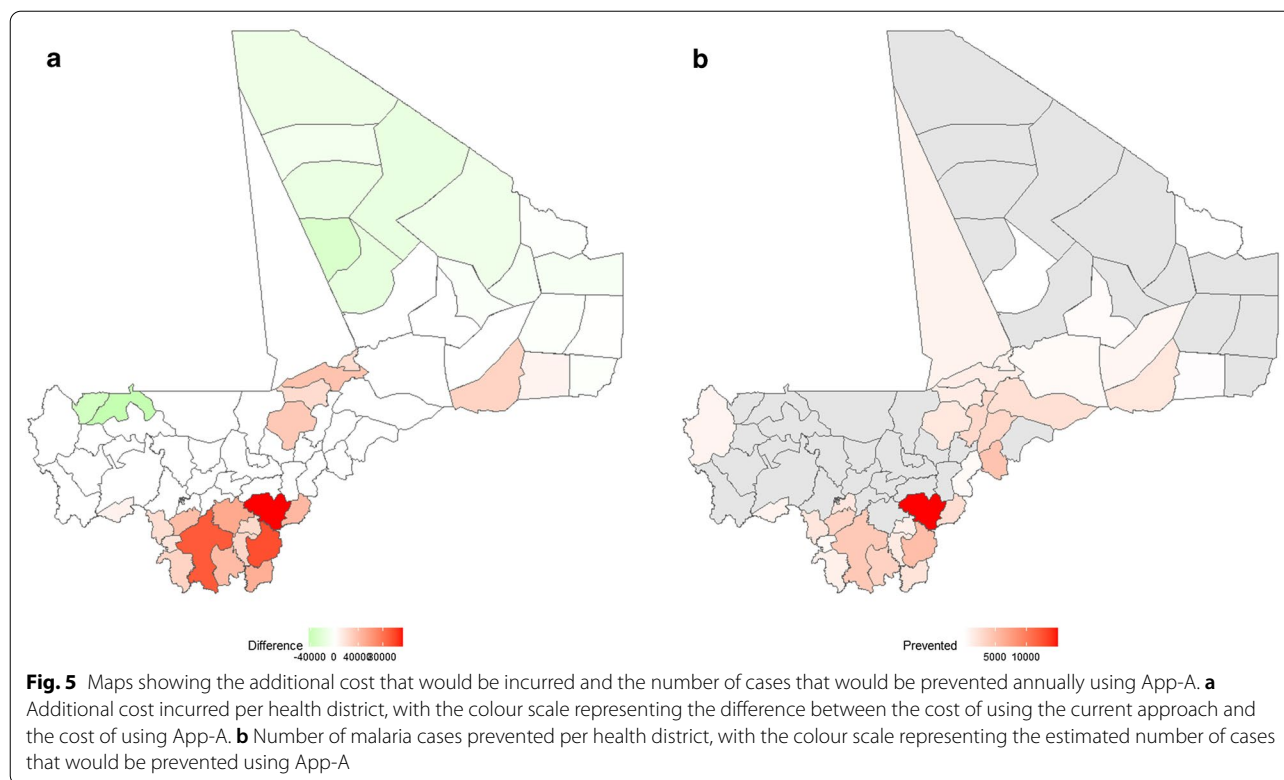 a
b
Difference
-40000 0 40000 80000
Prevented
5000 10000
Fig. 5 Maps showing the additional cost that would be incurred and the number of cases that would be prevented annually using App-A. a
Additional cost incurred per health district, with the colour scale representing the difference between the cost of using the current approach and
the cost of using App-A. b Number of malaria cases prevented per health district, with the colour scale representing the estimated number of cases
that would be prevented using App-A